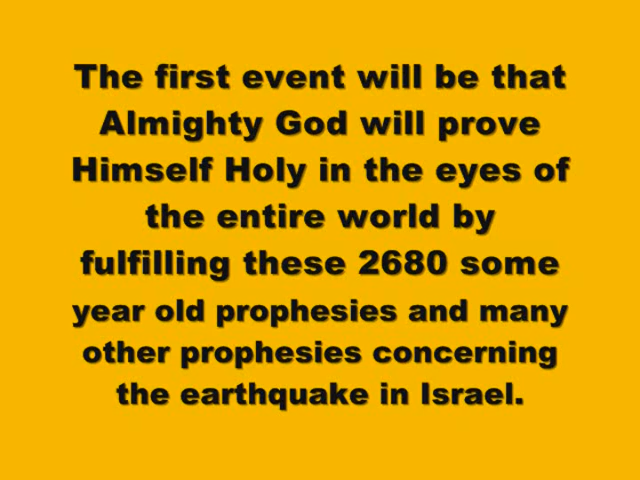 The first event will be that
Almighty God will prove
Himself Holy in the eyes of
the entire world by
fulfilling these 2680 some
year old prophesies and many
other prophesies concerning
the earthquake in Israel.